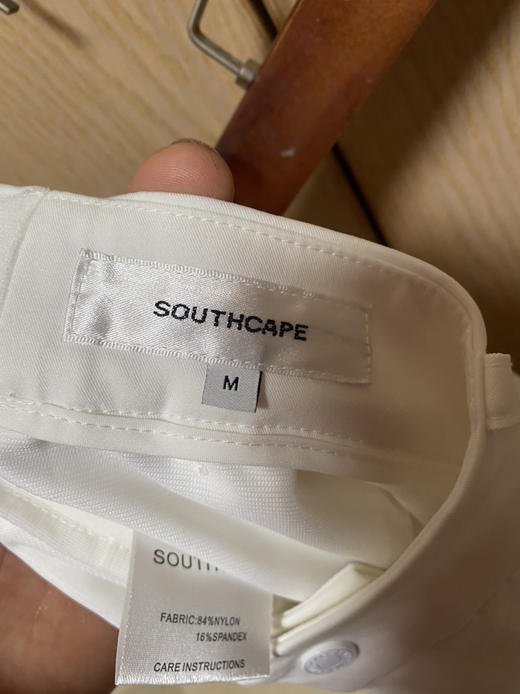 SOUTHCAPE
M
FABRIC:84%NYLON
16%SPANDEX
CARE INSTRUCTIONS